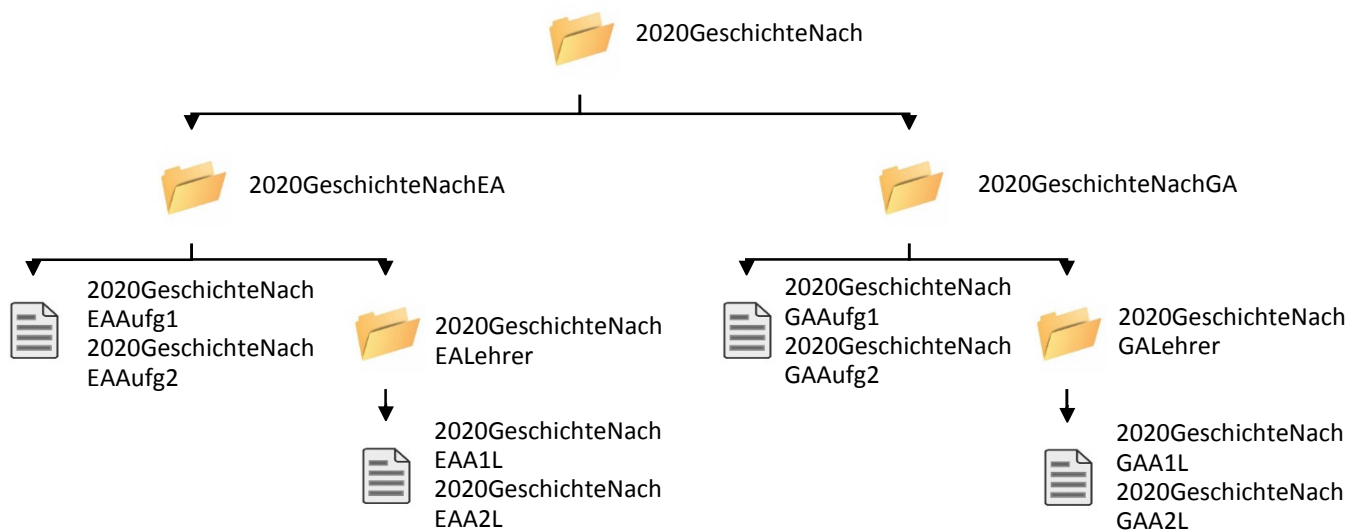 2020GeschichteNach
2020GeschichteNachEA
2020GeschichteNachGA
2020GeschichteNach
EAAufg1
2020GeschichteNach
EAAufg2
2020GeschichteNach
EALehrer
2020GeschichteNach
GAAufg1
2020GeschichteNach
GAAufg2
2020GeschichteNach
GALehrer
2020GeschichteNach
EAA1L
2020GeschichteNach
EAA2L
2020GeschichteNach
GAA1L
2020GeschichteNach
GAA2L